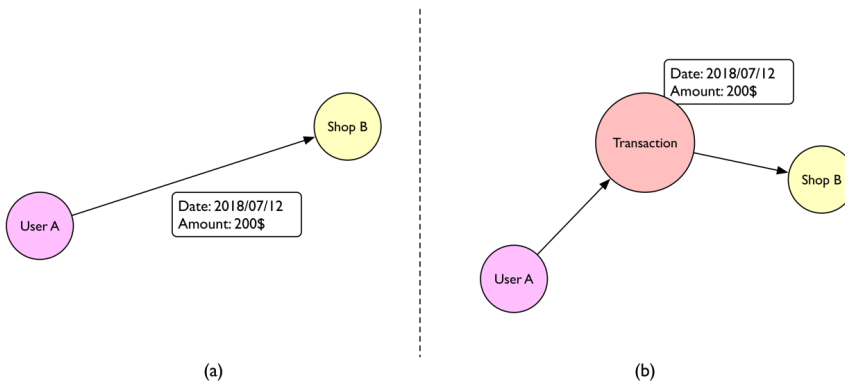 Shop B
User A
Date: 2018/07/12
Amount: 200$
(a)
Date: 2018/07/12
Amount: 200$
Transaction
Shop B
User A
(b)